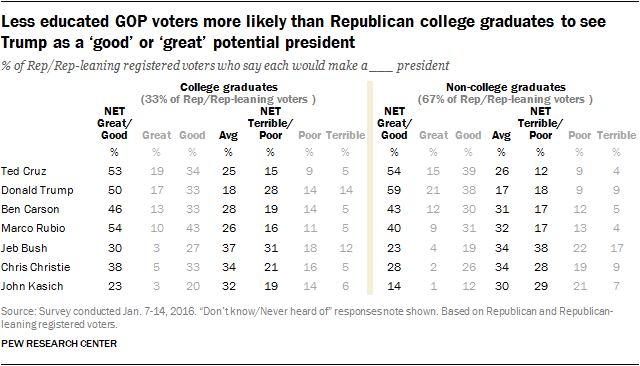 Less educated GOP voters more likely than Republican college graduates to see
Trump as a ‘good’ or ‘great’ potential president
% of Rep/Rep-leaning registered voters who say each would make a ___ president
College graduates Non-college graduates
(33% of Rep/Rep-leaning voters ) (67% of Rep/Rep-leaning voters )
NET NET NET NET
Great/ Terrible/ Great/ Terrible/
Good Great Good Avg Poor Poor Terrible Good Great Good Avg Poor Poor Terrible
% % % % % % % % % % % % % %
Ted Cruz 53 19 34 25 15 9 5 54 15 39 26 12 9 4
Donald Trump 50 17 33 18 28 14 14 59 21 38 17 18 9 9
Ben Carson 46 13 33 28 19 14 5 43 12 30 31 17 12 5
Marco Rubio 54 10 43 26 16 11 5 40 9 31 32 17 13 4
Jeb Bush 30 3 27 37 31 18 12 23 4 19 34 38 22 17
Chris Christie 38 5 33 34 21 16 5 28 2 26 34 28 19 9
John Kasich 23 3 20 32 19 14 6 14 1 12 30 29 21 7
Source: Survey conducted Jan. 7-14, 2016. “Don't know/Never heard of” responses note shown. Based on Republican and Republican-
leaning registered voters.
PEW RESEARCH CENTER